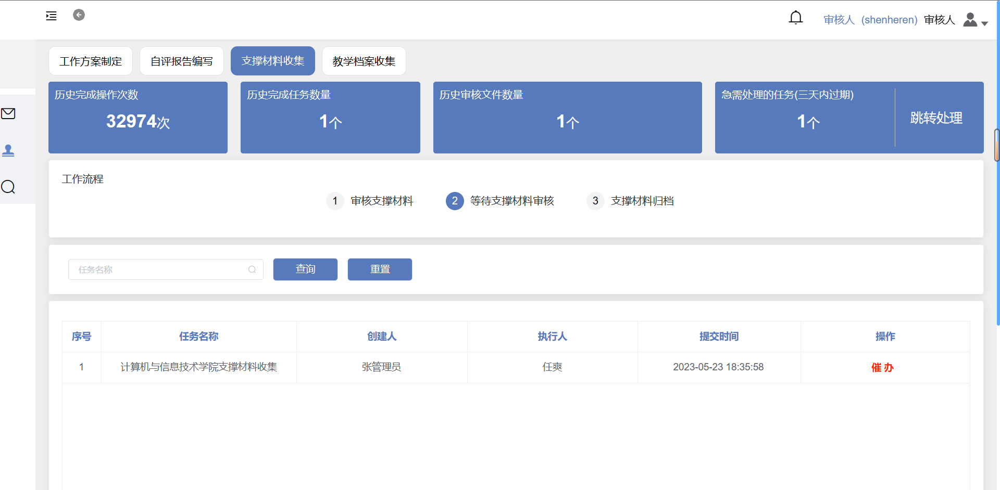 审核人 (shenheren) 审核人
工作方案制定 自评报告编写 支撑材料收集 教学档案收集
历史完成操作次数 历史完成任务数量 历史审核文件数量 急需处理的任务(三天内过期)
32974次 1个 1个 1个 跳转处理
工作流程
1 审核支撑材料 2 等待支撑材料审核 3 支撑材料归档
任务名称 查询 重置
序号 任务名称 创建人 执行人 提交时间 操作
1 计算机与信息技术学院支撑材料收集 张管理员 任爽 2023-05-23 18:35:58 催办